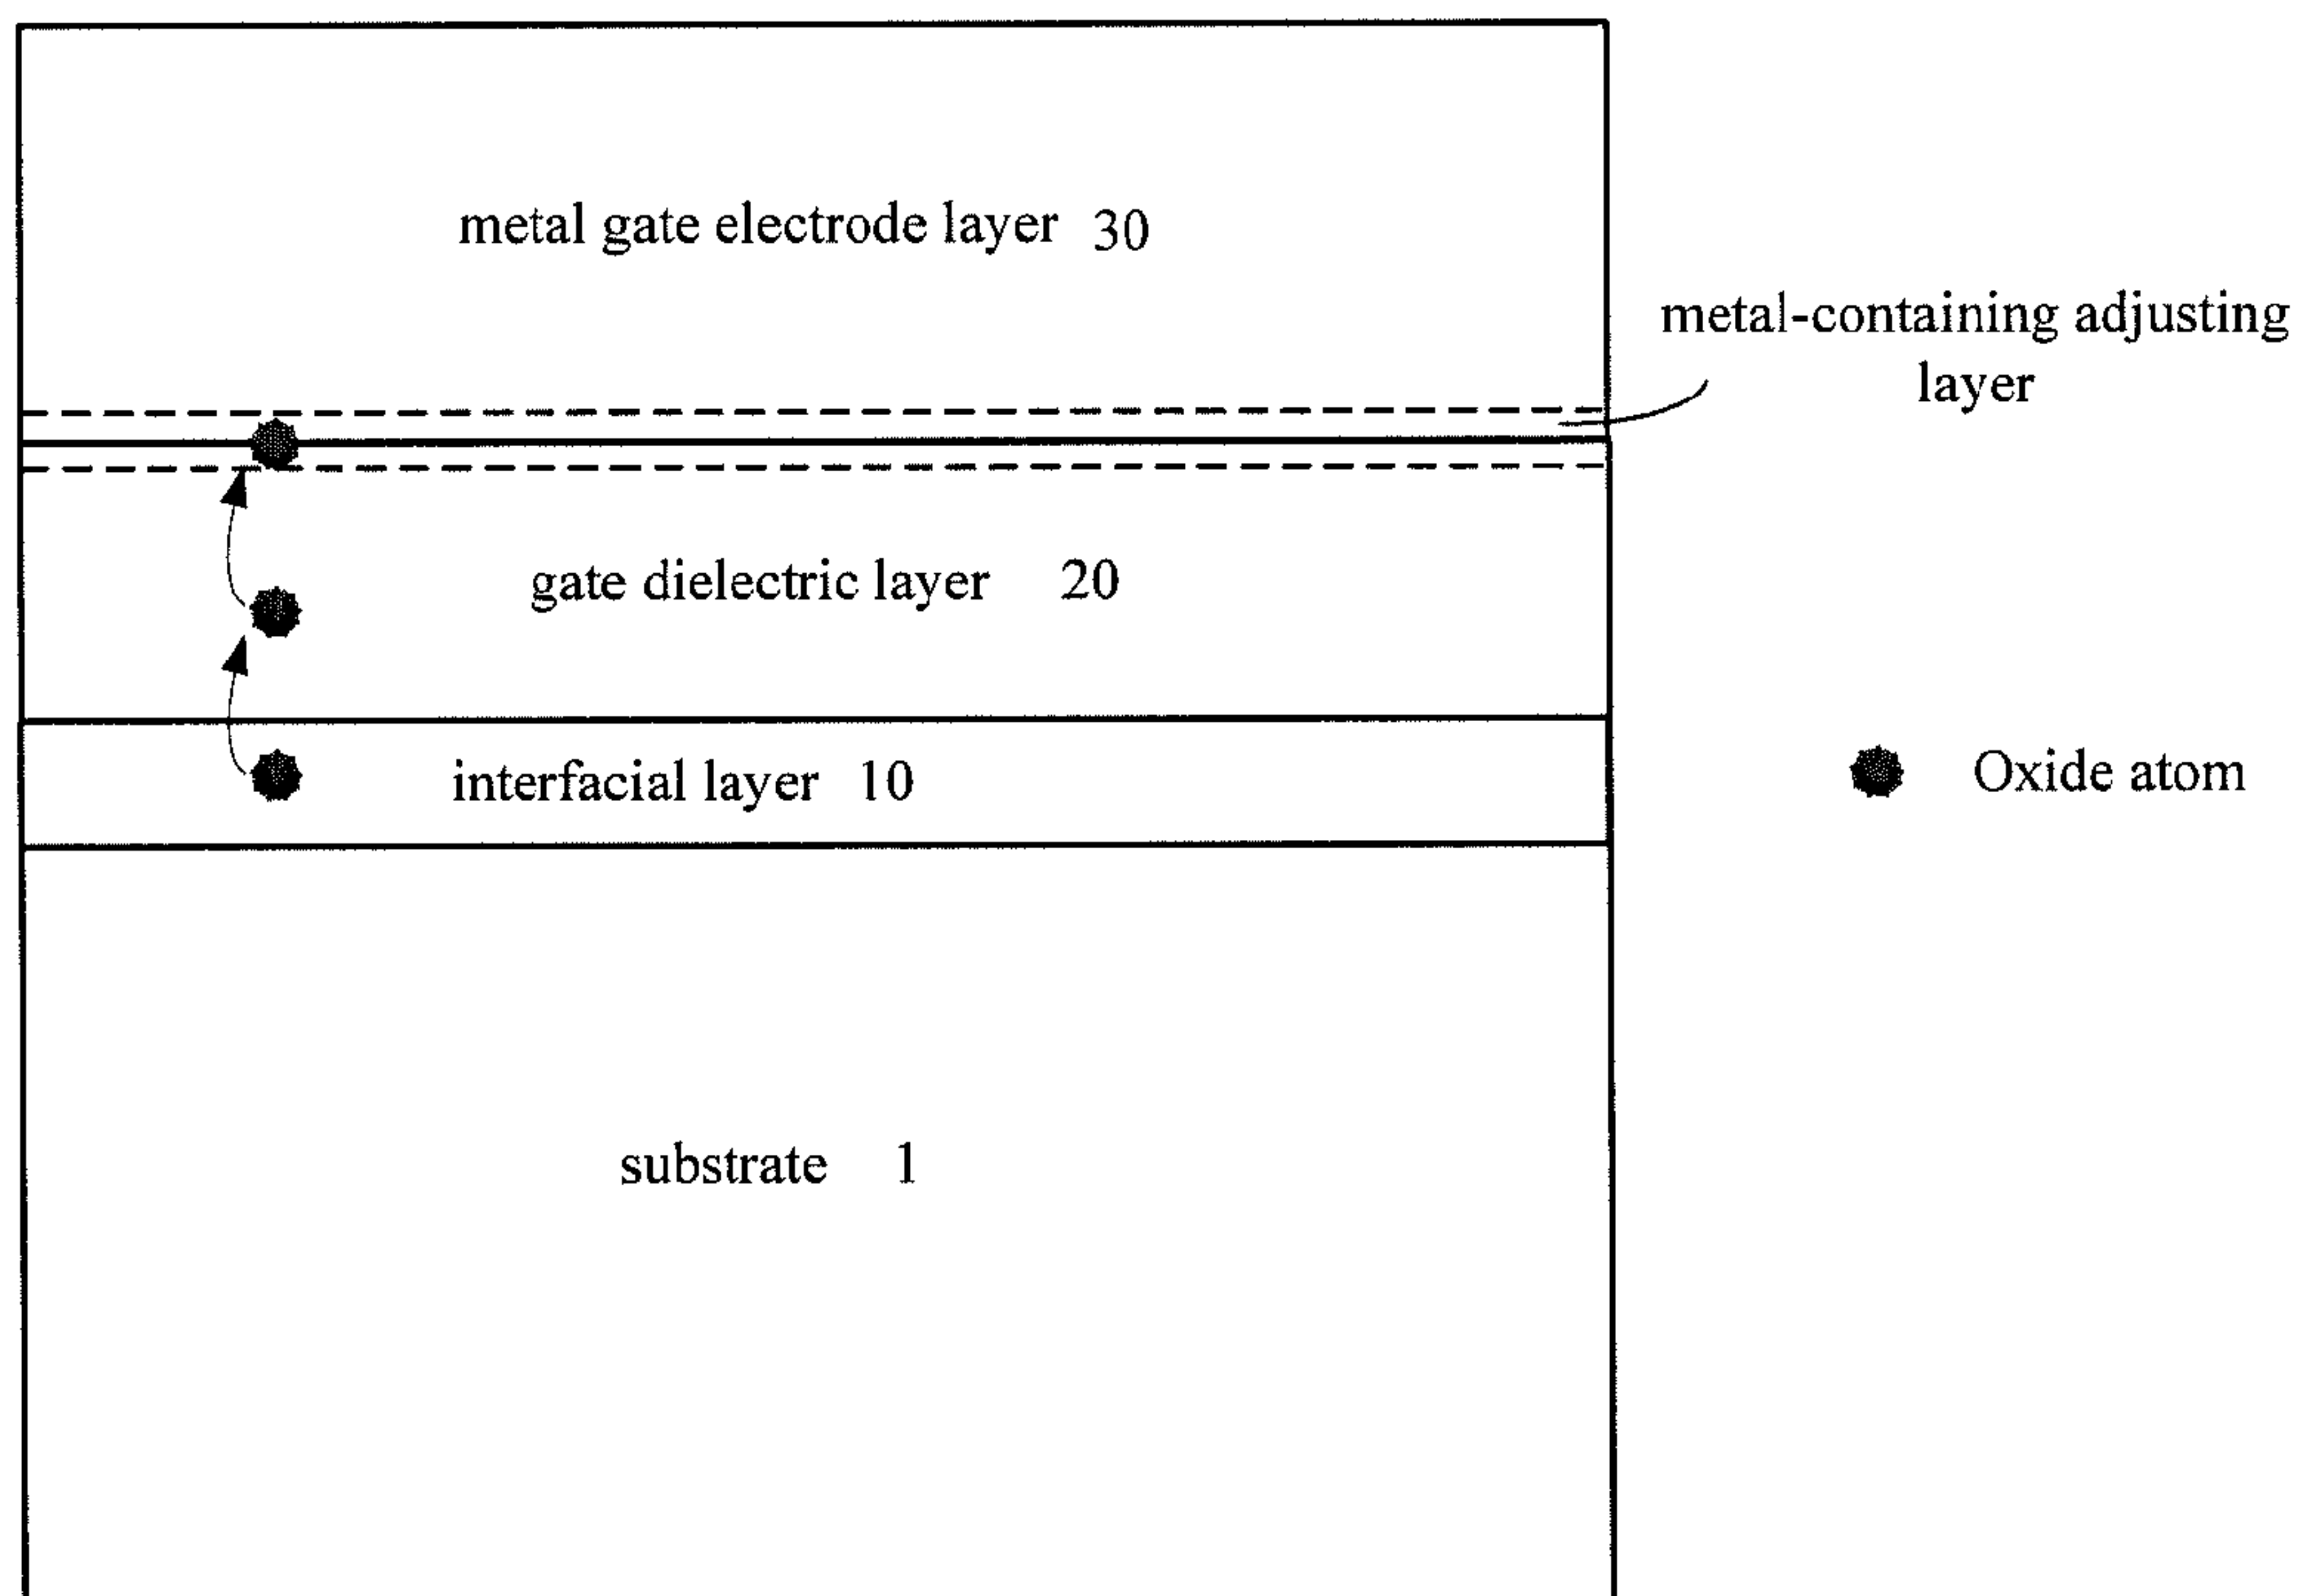 metal gate electrode layer 30
metal-containing adjusting
layer
gate dielectric layer 20
interfacial layer 10
Oxide atom
substrate 1